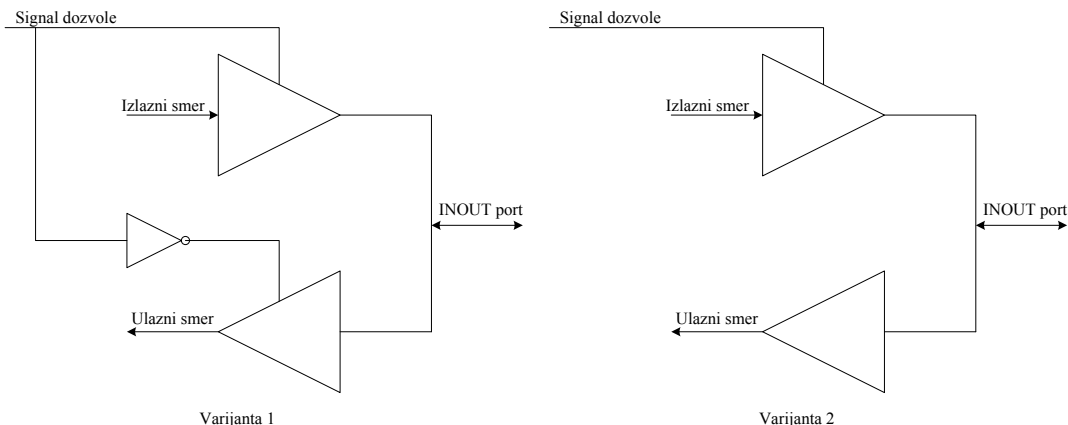 Signal dozvole
Izlazni smer
INOUT port
Ulazni smer
Varijanta 1
Signal dozvole
Izlazni smer
INOUT port
Ulazni smer
Varijanta 2